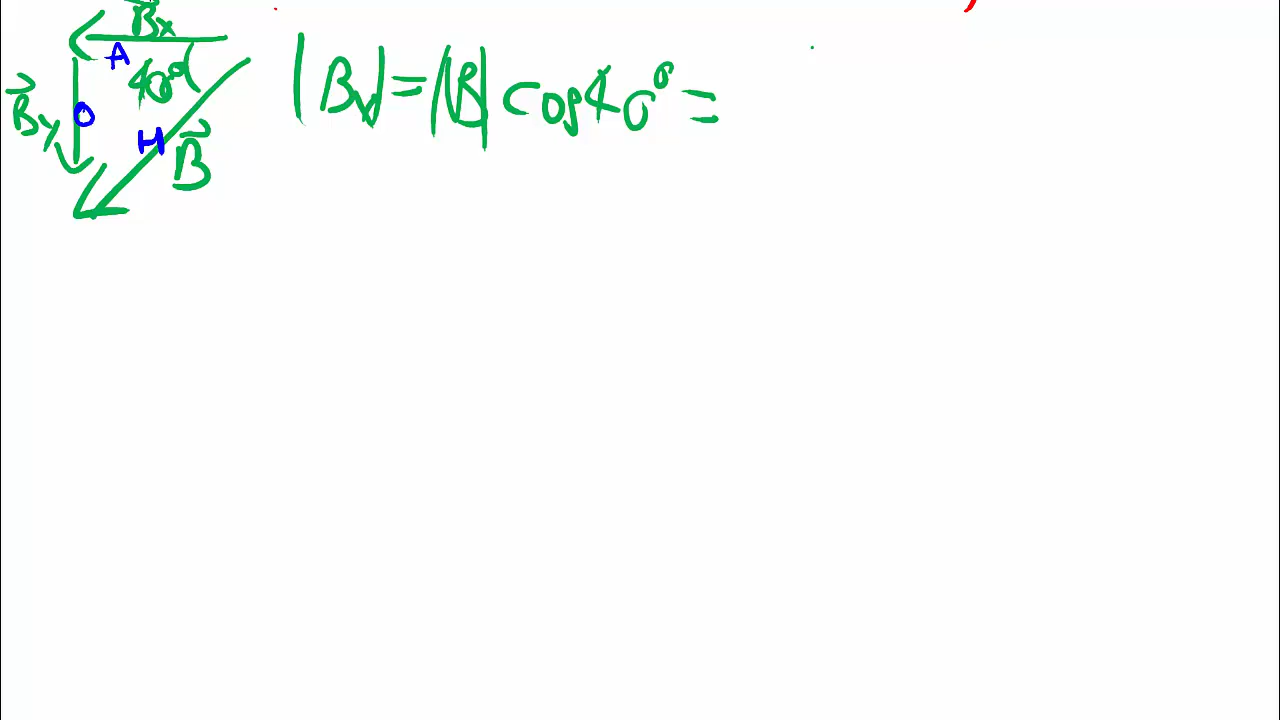 B⃗x
A
40°
|Bx| = |B| cos 40° =
B⃗y
O
H
B⃗